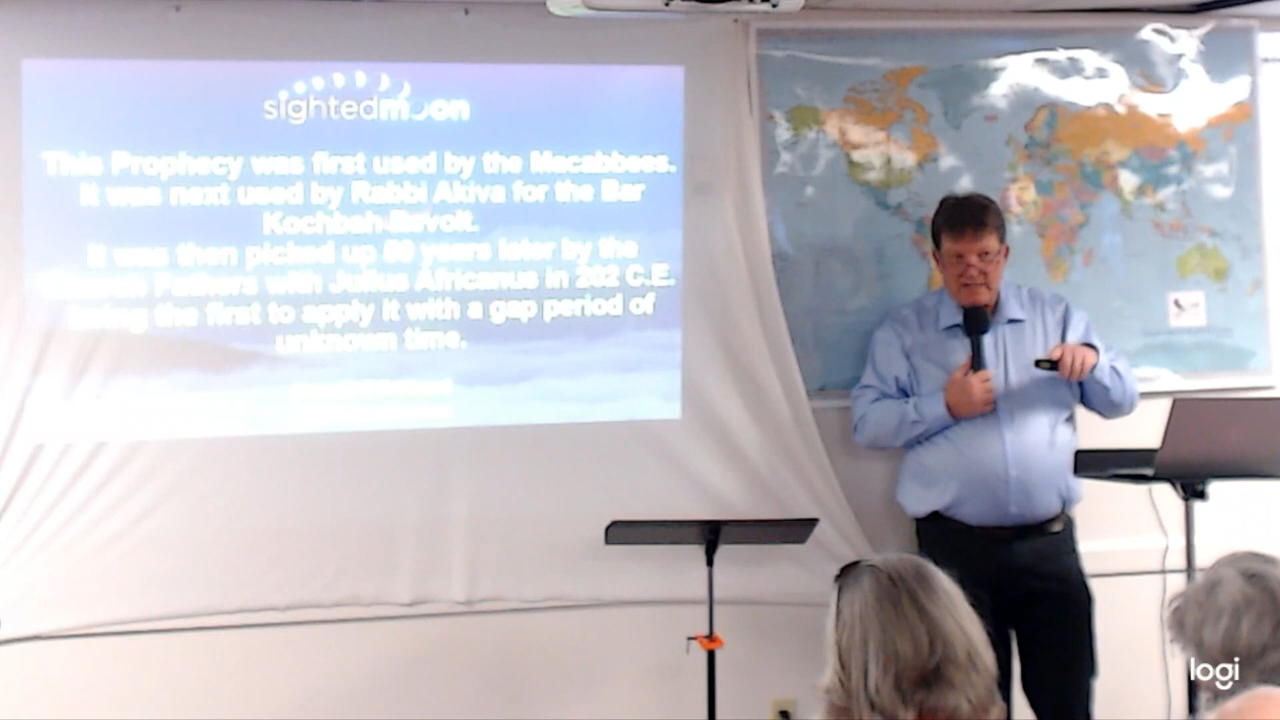 sightedmoon
This Prophecy was first used by the Macabbees.
It was next used by Rabbi Akiva for the Bar
Kochbah Revolt.
It was then picked up 50 years later by the
Fathers with Julius Africanus in 202 C.E.
the first to apply it with a gap period of
unknown time.
logi